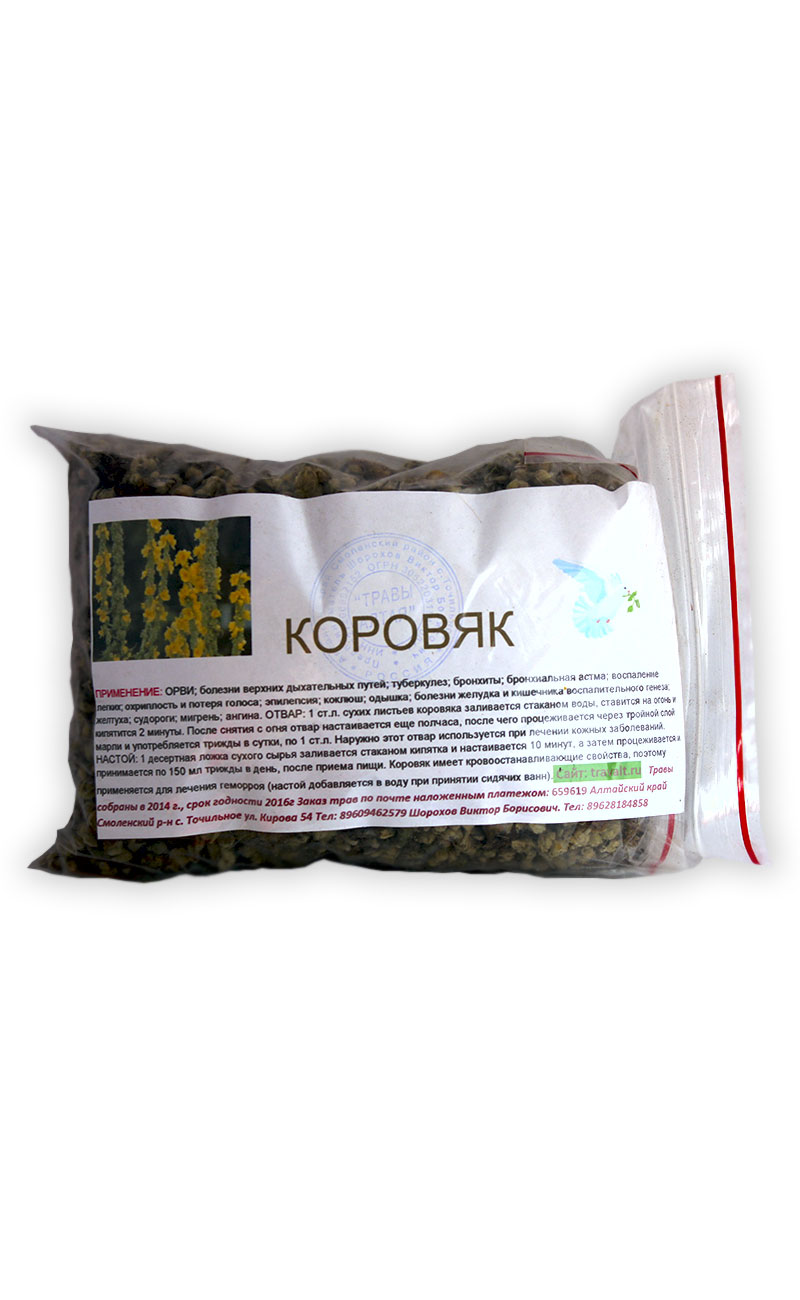 "ТРАВЫ
КОРОВЯК
ПРИМЕНЕНИЕ: ОРВИ; болезни верхних дыхательных путей; туберкулез; бронхиты; бронхиальная астма; воспаление
легких; охриплость и потеря голоса; эпилепсия; коклюш; одышка; болезни желудка и кишечника воспалительного генеза;
желтуха; судороги; мигрень; ангина. ОТВАР: 1 ст.л. сухих листьев коровяка заливается стаканом воды, ставится на огонь и
кипятится 2 минуты. После снятия с огня отвар настаивается еще полчаса, после чего процеживается через тройной слой
марли и употребляется трижды в сутки, по 1 ст.л. Наружно этот отвар используется при лечении кожных заболеваний.
НАСТОЙ: 1 десертная ложка сухого сырья заливается стаканом кипятка и настаивается 10 минут, а затем процеживается и
принимается по 150 мл трижды в день, после приема пищи. Коровяк имеет кровоостанавливающие свойства, поэтому
применяется для лечения геморроя (настой добавляется в воду при принятии сидячих ванн). Сайт: Травы
собраны в 2014 г., срок годности 2016г Заказ трав по почте наложенным платежом: 659619 Алтайский край
Смоленский р-н с. Точильное ул. Кирова 54 Тел: 89609462579 Шорохов Виктор Борисович. Тел: 89628184858